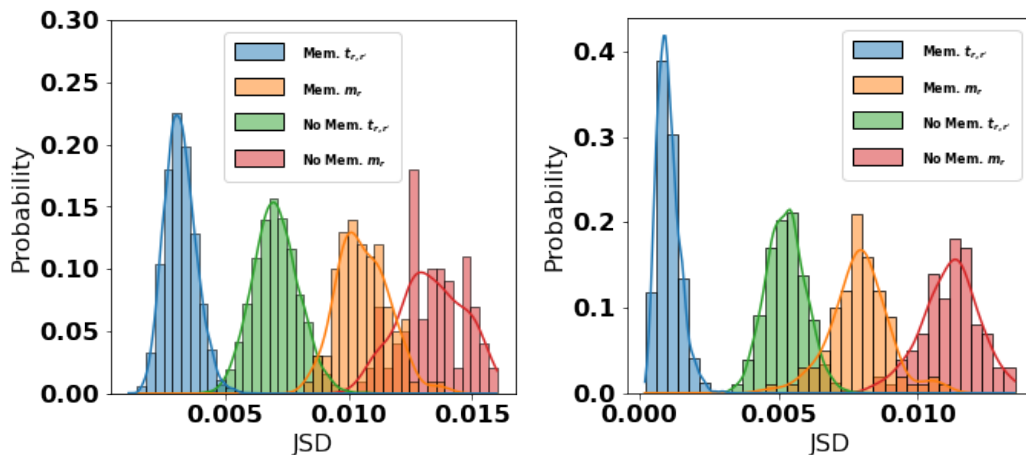 0.30
0.25
0.20
0.15
0.10
0.05
0.00
Probability
0.005 0.010 0.015
JSD
Mem. t_{r,r'}
Mem. m_r
No Mem. t_{r,r'}
No Mem. m_r
0.4
0.3
0.2
0.1
0.0
Probability
0.000 0.005 0.010
JSD
Mem. t_{r,r'}
Mem. m_r
No Mem. t_{r,r'}
No Mem. m_r